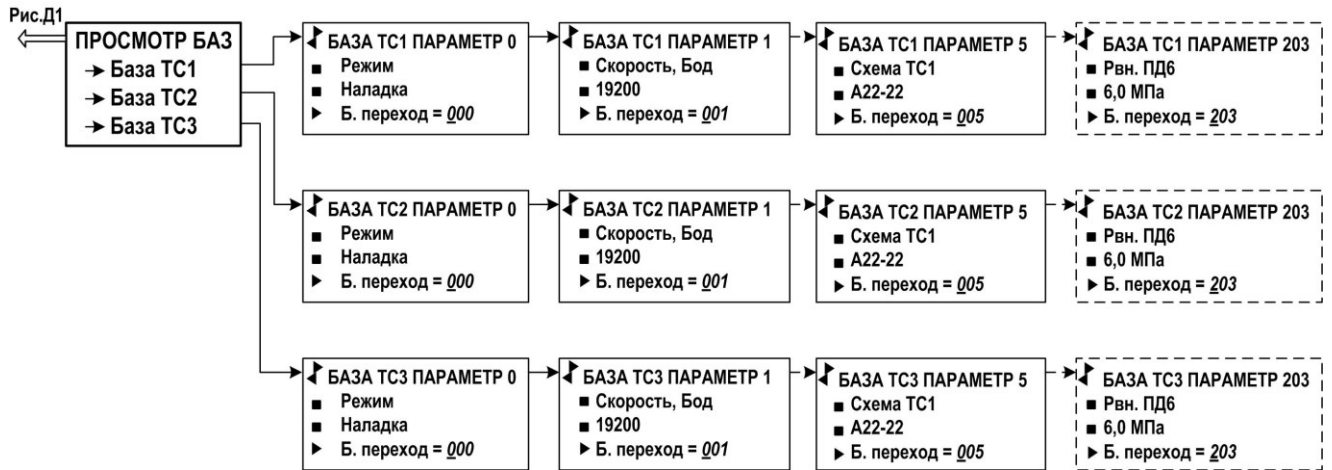 Рис.Д1
ПРОСМОТР БАЗ
База ТС1
База ТС2
База ТС3
БАЗА ТС1 ПАРАМЕТР 0
Режим
Наладка
Б. переход = 000
БАЗА ТС1 ПАРАМЕТР 1
Скорость, Бод
19200
Б. переход = 001
БАЗА ТС1 ПАРАМЕТР 5
Схема ТС1
А22-22
Б. переход = 005
БАЗА ТС1 ПАРАМЕТР 203
Рвн. ПД6
6,0 МПа
Б. переход = 203
БАЗА ТС2 ПАРАМЕТР 0
Режим
Наладка
Б. переход = 000
БАЗА ТС2 ПАРАМЕТР 1
Скорость, Бод
19200
Б. переход = 001
БАЗА ТС2 ПАРАМЕТР 5
Схема ТС1
А22-22
Б. переход = 005
БАЗА ТС2 ПАРАМЕТР 203
Рвн. ПД6
6,0 МПа
Б. переход = 203
БАЗА ТС3 ПАРАМЕТР 0
Режим
Наладка
Б. переход = 000
БАЗА ТС3 ПАРАМЕТР 1
Скорость, Бод
19200
Б. переход = 001
БАЗА ТС3 ПАРАМЕТР 5
Схема ТС1
А22-22
Б. переход = 005
БАЗА ТС3 ПАРАМЕТР 203
Рвн. ПД6
6,0 МПа
Б. переход = 203